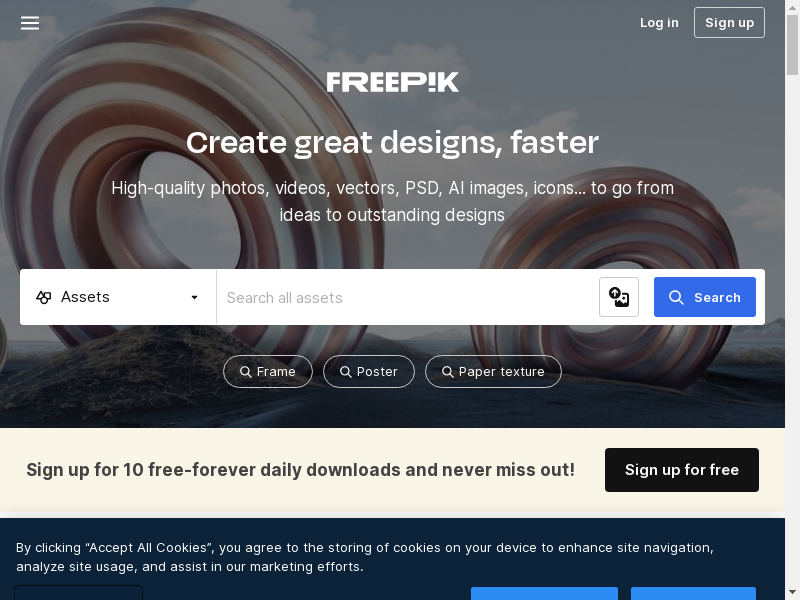 Log in
Sign up
FREEPIK
Create great designs, faster
High-quality photos, videos, vectors, PSD, AI images, icons... to go from
ideas to outstanding designs
Assets
Search all assets
Search
Frame
Poster
Paper texture
Sign up for 10 free-forever daily downloads and never miss out!
Sign up for free
By clicking “Accept All Cookies”, you agree to the storing of cookies on your device to enhance site navigation,
analyze site usage, and assist in our marketing efforts.